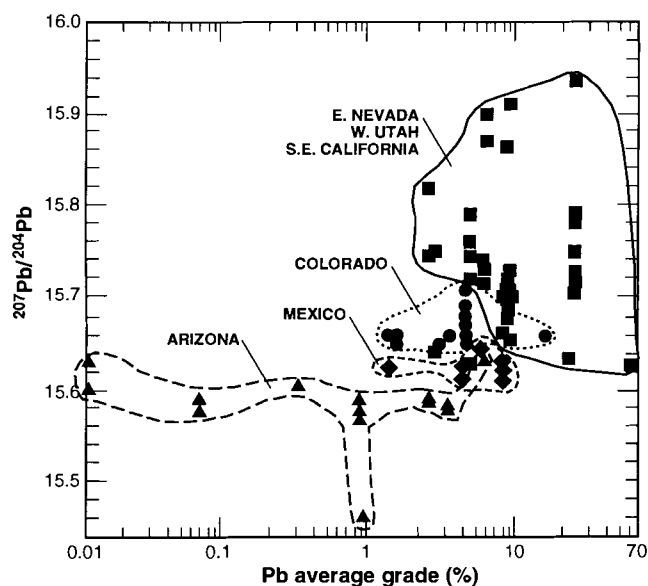 16.0
15.9
15.8
15.7
15.6
15.5
207Pb/204Pb
E. NEVADA
W. UTAH
S.E. CALIFORNIA
COLORADO
MEXICO
ARIZONA
0.01 0.1 1 10 70
Pb average grade (%)